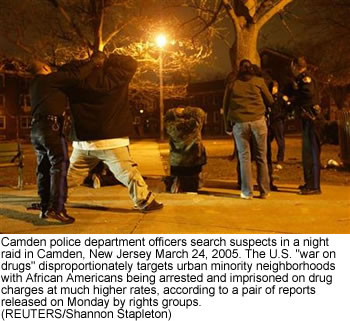 Camden police department officers search suspects in a night
raid in Camden, New Jersey March 24, 2005. The U.S. "war on
drugs" disproportionately targets urban minority neighborhoods
with African Americans being arrested and imprisoned on drug
charges at much higher rates, according to a pair of reports
released on Monday by rights groups.
(REUTERS/Shannon Stapleton)